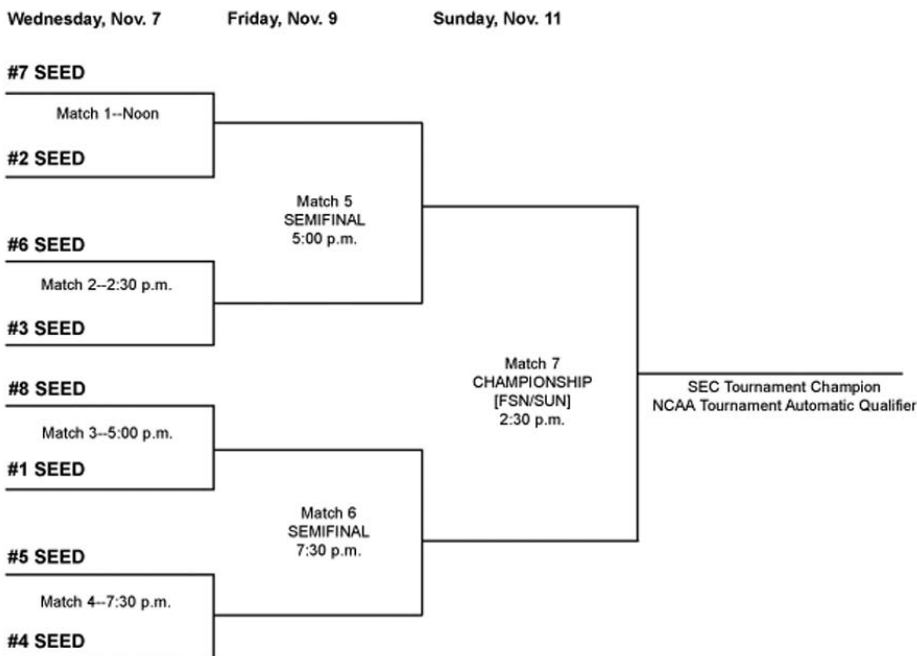 Wednesday, Nov. 7
Friday, Nov. 9
Sunday, Nov. 11
#7 SEED
Match 1--Noon
#2 SEED
Match 5
SEMIFINAL
5:00 p.m.
#6 SEED
Match 2--2:30 p.m.
#3 SEED
Match 7
CHAMPIONSHIP
[FSN/SUN]
2:30 p.m.
SEC Tournament Champion
NCAA Tournament Automatic Qualifier
#8 SEED
Match 3--5:00 p.m.
#1 SEED
Match 6
SEMIFINAL
7:30 p.m.
#5 SEED
Match 4--7:30 p.m.
#4 SEED